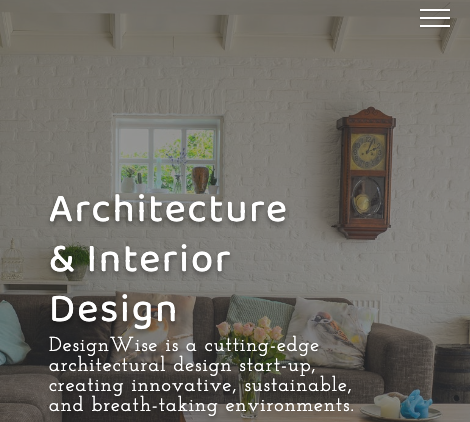 Architecture
& Interior
Design
DesignWise is a cutting-edge
architectural design start-up,
creating innovative, sustainable,
and breath-taking environments.